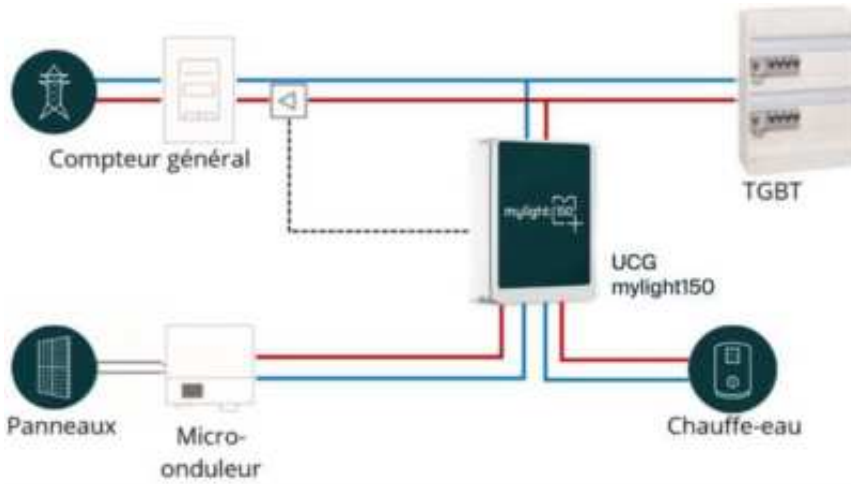 Compteur général
TGBT
mylight150
UCG
mylight150
Panneaux
Micro-
onduleur
Chauffe-eau